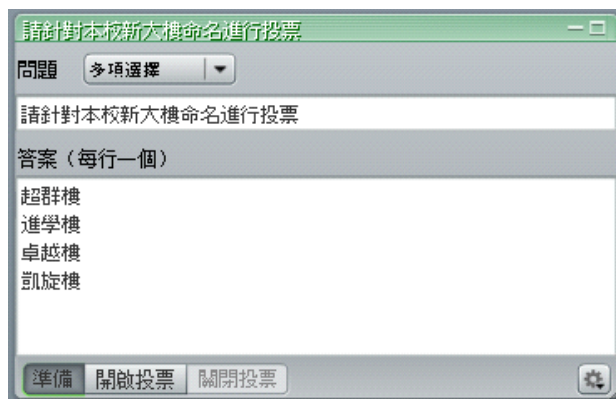 請針對本校新大樓命名進行投票
問題 多項選擇
請針對本校新大樓命名進行投票
答案（每行一個）
超群樓
進學樓
卓越樓
凱旋樓
準備 開啟投票 關閉投票